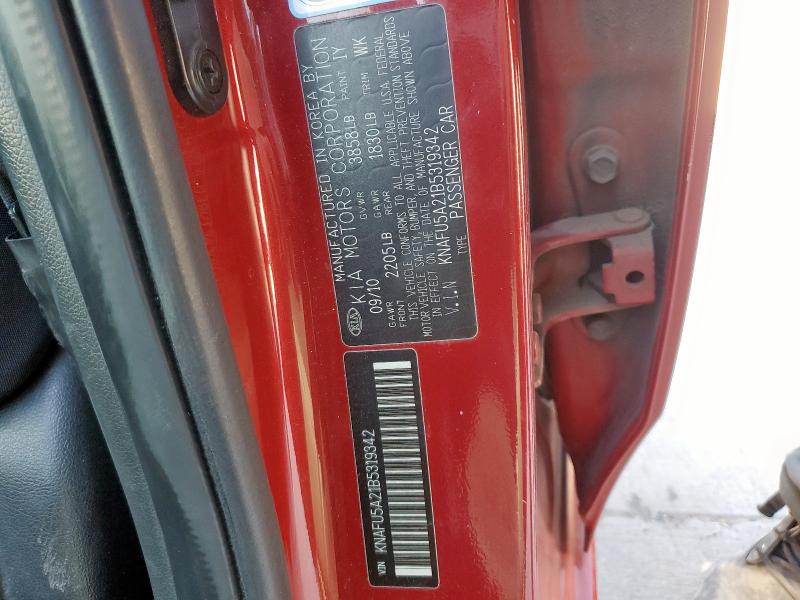 MANUFACTURED IN KOREA BY
KIA KIA MOTORS CORPORATION
09/10 GVWR 3858LB PAINT IY
GAWR FRONT 2205LB GAWR REAR 1830LB TRIM WK
THIS VEHICLE CONFORMS TO ALL APPLICABLE U.S.A FEDERAL
MOTOR VEHICLE SAFETY, BUMPER, AND THEFT PREVENTION STANDARDS
IN EFFECT ON THE DATE OF MANUFACTURE SHOWN ABOVE
V.I.N KNAFU5A21B5319342
TYPE PASSENGER CAR
VIN KNAFU5A21B5319342